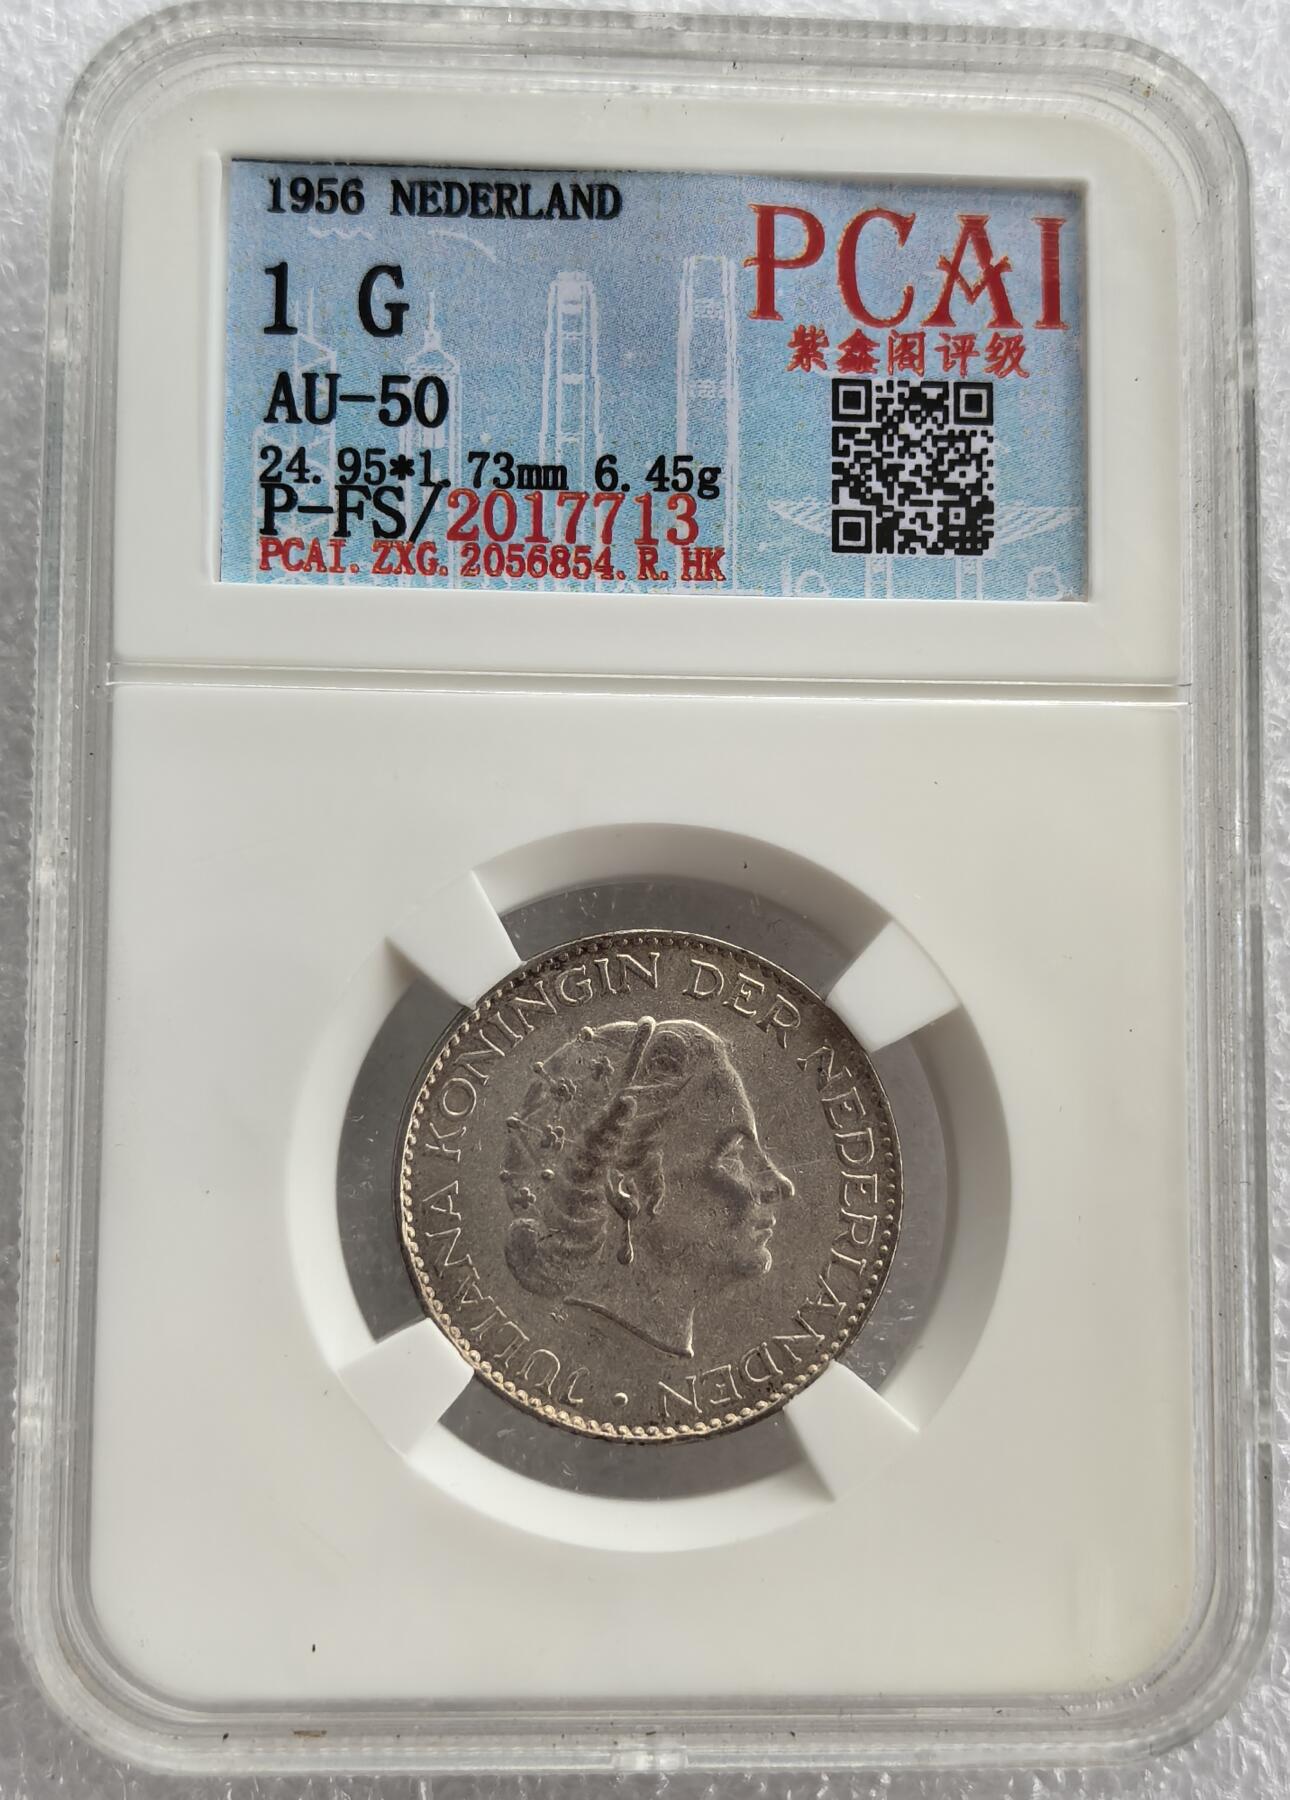 1956 NEDERLAND
1 G
AU-50
24.95*1.73mm 6.45g
P-FS/2017713
PCAI.ZXG.2056854.R.HK
PCAI
紫鑫阁评级
JULIANA KONINGIN DER NEDERLANDEN ·